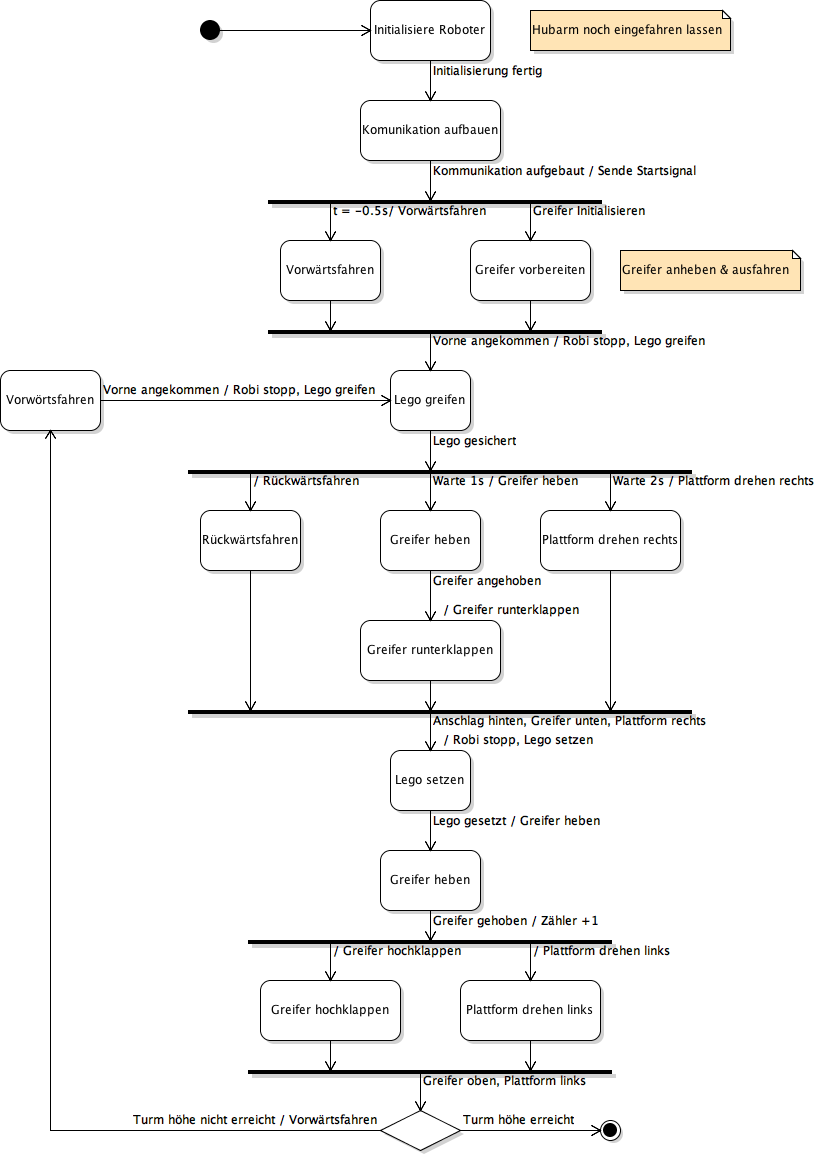 Initialisiere Roboter
Hubarm noch eingefahren lassen
Initialisierung fertig
Komunikation aufbauen
Kommunikation aufgebaut / Sende Startsignal
t = -0.5s/ Vorwärtsfahren
Greifer Initialisieren
Vorwärtsfahren
Greifer vorbereiten
Greifer anheben & ausfahren
Vorne angekommen / Robi stopp, Lego greifen
Vorwörtsfahren
Vorne angekommen / Robi stopp, Lego greifen
Lego greifen
Lego gesichert
/ Rückwärtsfahren
Warte 1s / Greifer heben
Warte 2s / Plattform drehen rechts
Rückwärtsfahren
Greifer heben
Plattform drehen rechts
Greifer angehoben
/ Greifer runterklappen
Greifer runterklappen
Anschlag hinten, Greifer unten, Plattform rechts
/ Robi stopp, Lego setzen
Lego setzen
Lego gesetzt / Greifer heben
Greifer heben
Greifer gehoben / Zähler +1
/ Greifer hochklappen
/ Plattform drehen links
Greifer hochklappen
Plattform drehen links
Greifer oben, Plattform links
Turm höhe nicht erreicht / Vorwärtsfahren
Turm höhe erreicht